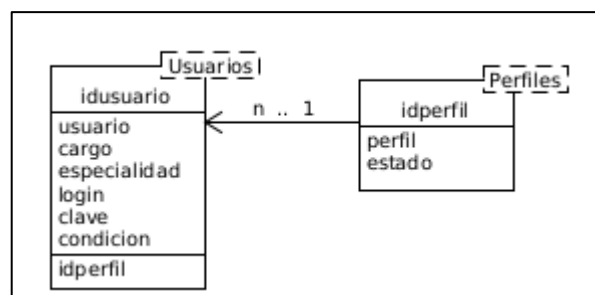 Usuarios
idusuario
usuario
cargo
especialidad
login
clave
condicion
idperfil
n .. 1
Perfiles
idperfil
perfil
estado